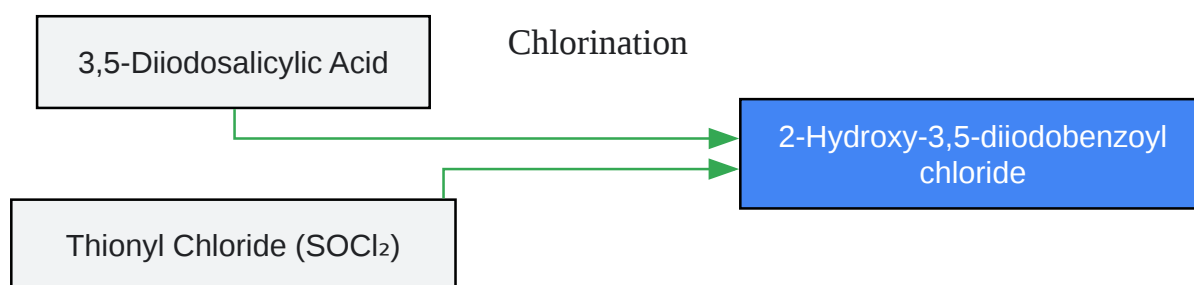 3,5-Diiodosalicylic Acid
Chlorination
2-Hydroxy-3,5-diiodobenzoyl
chloride
Thionyl Chloride (SOCl₂)